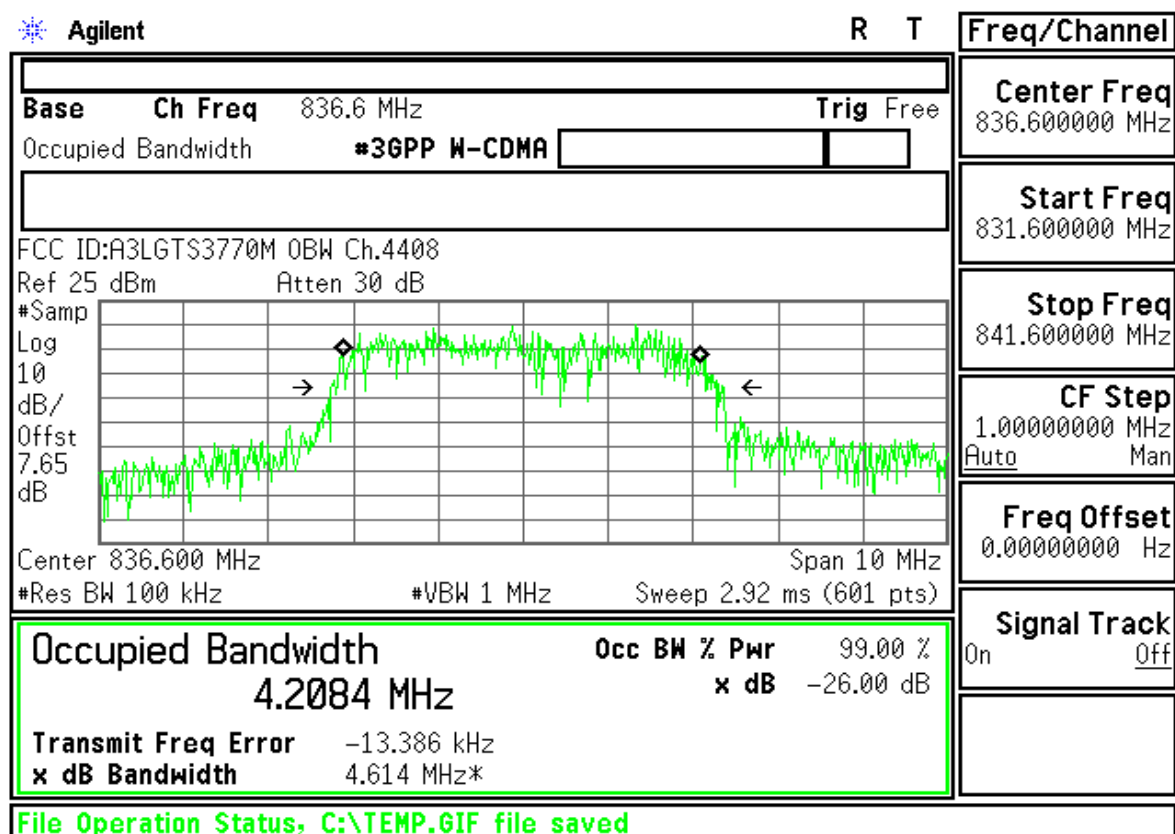 Agilent R T
Freq/Channel
Base Ch Freq 836.6 MHz Trig Free
Occupied Bandwidth #3GPP W-CDMA
FCC ID:A3LGTS3770M OBW Ch.4408
Ref 25 dBm Atten 30 dB
#Samp
Log
10
dB/
Offst
7.65
dB
Center 836.600 MHz Span 10 MHz
#Res BW 100 kHz #VBW 1 MHz Sweep 2.92 ms (601 pts)
Occupied Bandwidth
4.2084 MHz
Occ BW % Pwr 99.00 %
x dB -26.00 dB
Transmit Freq Error -13.386 kHz
x dB Bandwidth 4.614 MHz*
Center Freq
836.600000 MHz
Start Freq
831.600000 MHz
Stop Freq
841.600000 MHz
CF Step
1.00000000 MHz
Auto Man
Freq Offset
0.00000000 Hz
Signal Track
On Off
File Operation Status, C:\TEMP.GIF file saved